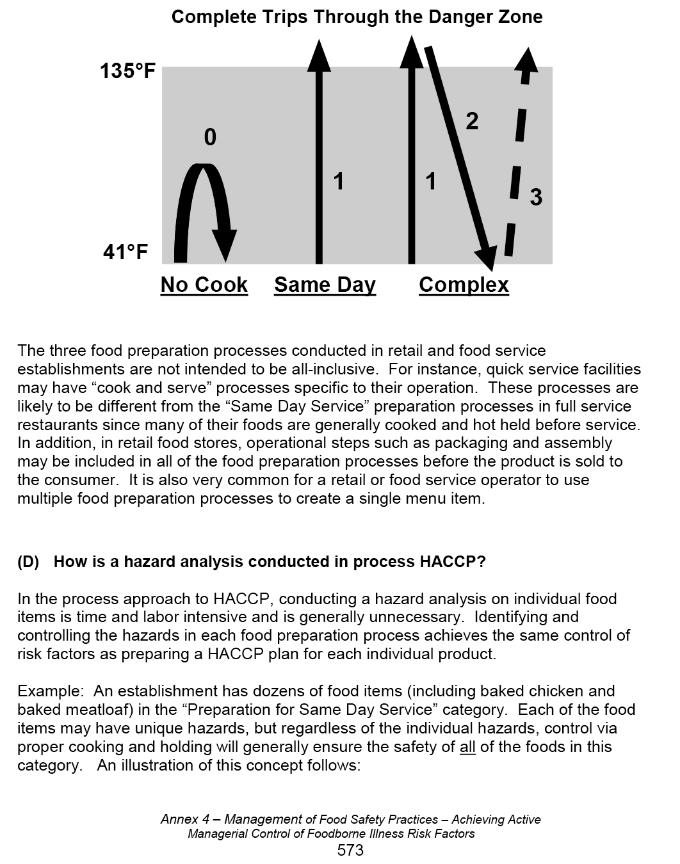 Complete Trips Through the Danger Zone
135°F
0
2
1
1
3
41°F
No Cook
Same Day
Complex
The three food preparation processes conducted in retail and food service
establishments are not intended to be all-inclusive.  For instance, quick service facilities
may have “cook and serve” processes specific to their operation.  These processes are
likely to be different from the “Same Day Service” preparation processes in full service
restaurants since many of their foods are generally cooked and hot held before service.
In addition, in retail food stores, operational steps such as packaging and assembly
may be included in all of the food preparation processes before the product is sold to
the consumer.  It is also very common for a retail or food service operator to use
multiple food preparation processes to create a single menu item.
(D)   How is a hazard analysis conducted in process HACCP?
In the process approach to HACCP, conducting a hazard analysis on individual food
items is time and labor intensive and is generally unnecessary.  Identifying and
controlling the hazards in each food preparation process achieves the same control of
risk factors as preparing a HACCP plan for each individual product.
Example:  An establishment has dozens of food items (including baked chicken and
baked meatloaf) in the “Preparation for Same Day Service” category.  Each of the food
items may have unique hazards, but regardless of the individual hazards, control via
proper cooking and holding will generally ensure the safety of all of the foods in this
category.   An illustration of this concept follows:
Annex 4 – Management of Food Safety Practices – Achieving Active
Managerial Control of Foodborne Illness Risk Factors
573